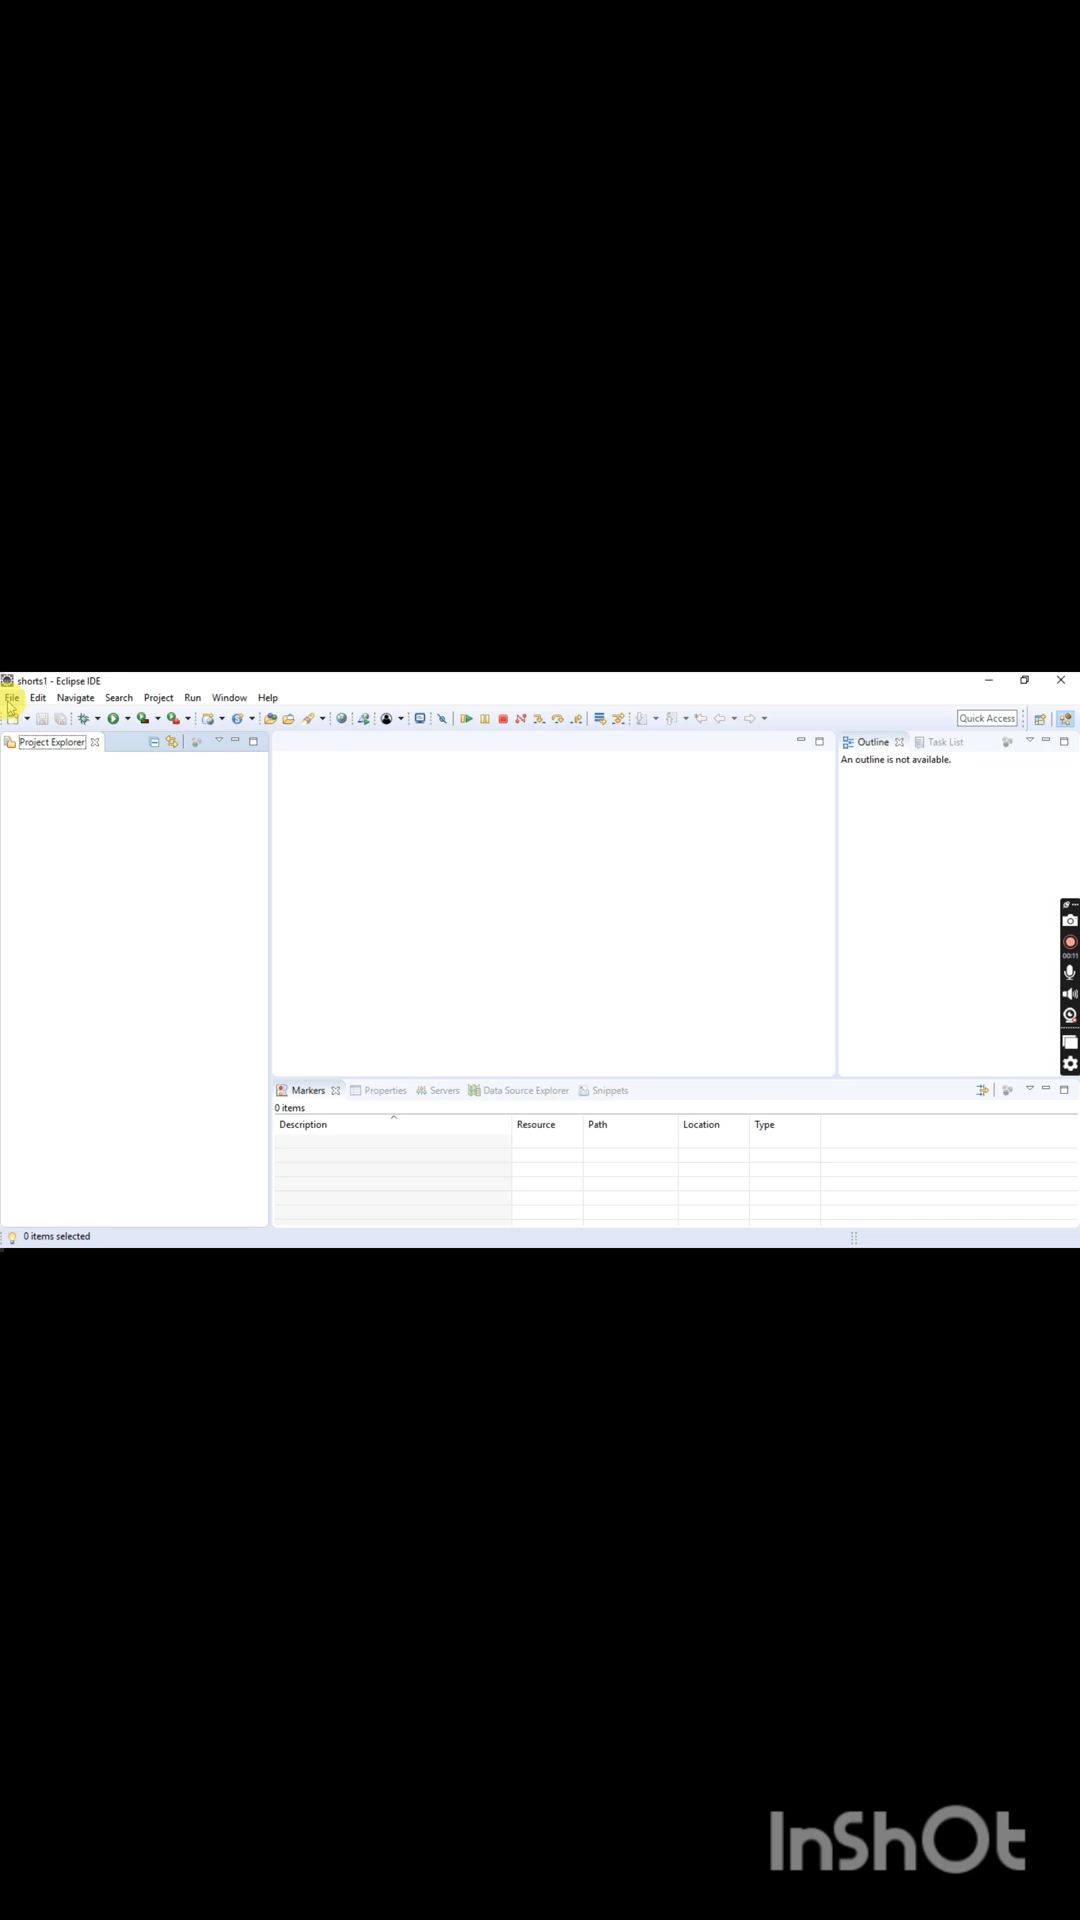 shorts1 - Eclipse IDE
File Edit Navigate Search Project Run Window Help
Quick Access
Project Explorer
Outline Task List
An outline is not available.
00:11
Markers Properties Servers Data Source Explorer Snippets
0 items
Description Resource Path Location Type
0 items selected
InShOt